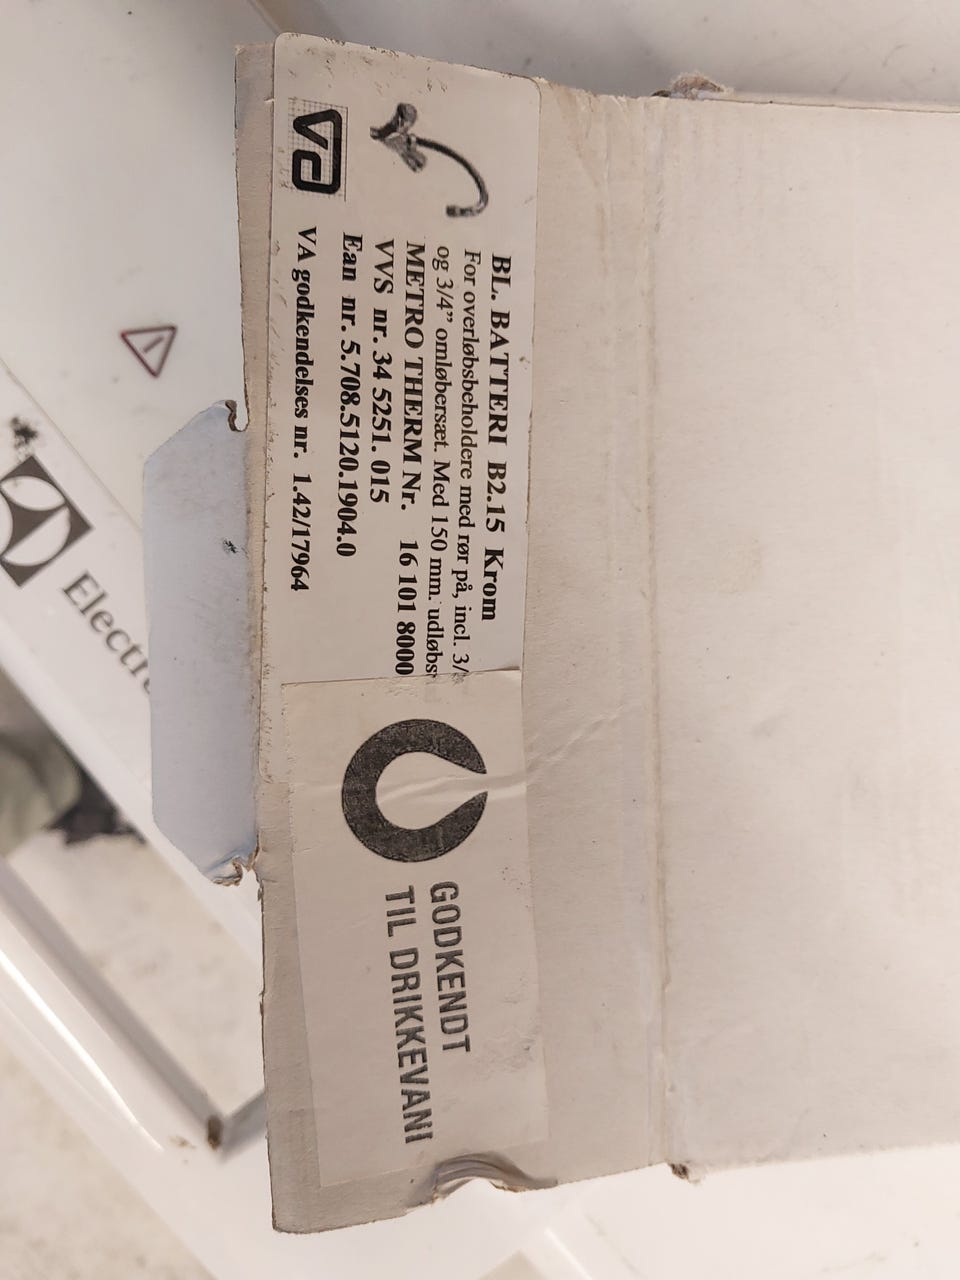 BL. BATTERI B2.15 Krom
For overløbsbeholdere med rør på, incl. 3/
og 3/4” omløbersæt. Med 150 mm. udløbs
METRO THERM Nr. 16 101 8000
VVS nr. 34 5251. 015
Ean nr. 5.708.5120.1904.0
VA godkendelses nr. 1.42/17964
VA
GODKENDT
TIL DRIKKEVAND
Electr